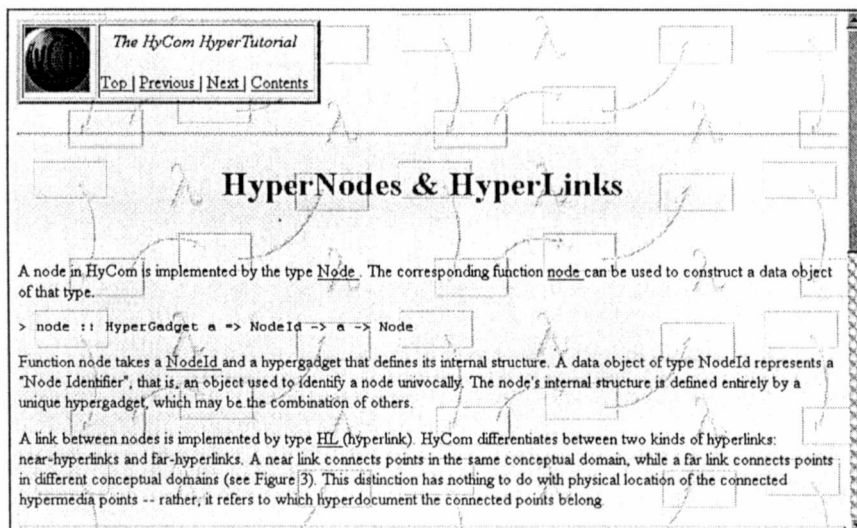 The HyCom HyperTutorial
Top | Previous | Next | Contents
HyperNodes & HyperLinks
A node in HyCom is implemented by the type Node . The corresponding function node can be used to construct a data object
of that type.
> node :: HyperGadget a => NodeId -> a -> Node
Function node takes a NodeId and a hypergadget that defines its internal structure. A data object of type NodeId represents a
"Node Identifier", that is, an object used to identify a node univocally. The node's internal structure is defined entirely by a
unique hypergadget, which may be the combination of others.
A link between nodes is implemented by type HL (hyperlink). HyCom differentiates between two kinds of hyperlinks:
near-hyperlinks and far-hyperlinks. A near link connects points in the same conceptual domain, while a far link connects points
in different conceptual domains (see Figure 3). This distinction has nothing to do with physical location of the connected
hypermedia points -- rather, it refers to which hyperdocument the connected points belong.